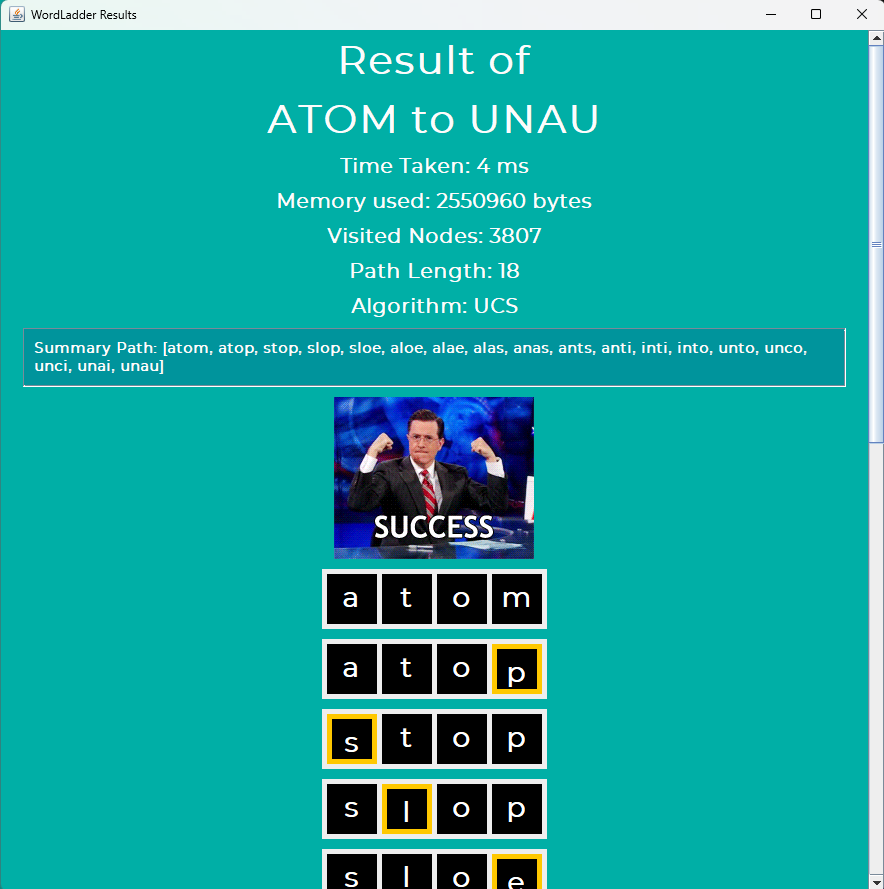 WordLadder Results
Result of
ATOM to UNAU
Time Taken: 4 ms
Memory used: 2550960 bytes
Visited Nodes: 3807
Path Length: 18
Algorithm: UCS
Summary Path: [atom, atop, stop, slop, sloe, aloe, alae, alas, anas, ants, anti, inti, into, unto, unco,
unci, unai, unau]
SUCCESS
a t o m
a t o p
s t o p
s l o p
s l o e